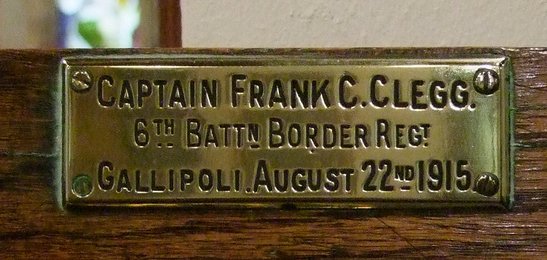 CAPTAIN FRANK C. CLEGG.
6TH BATTN BORDER REGT
GALLIPOLI. AUGUST 22ND 1915.